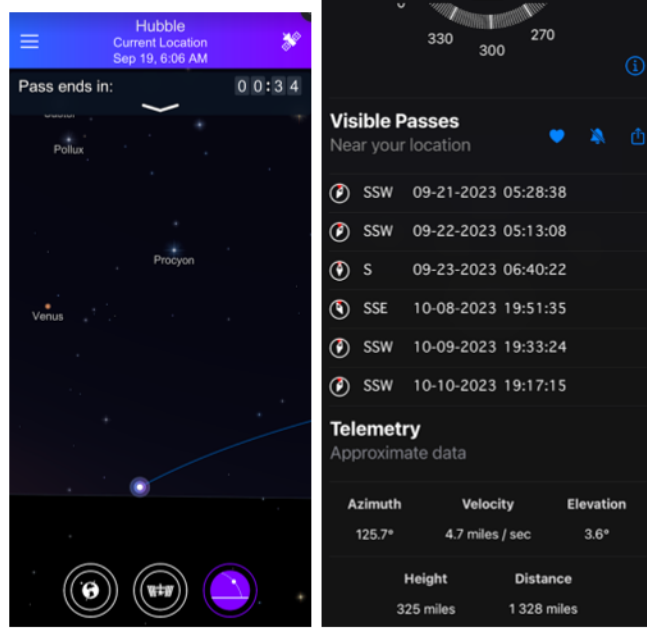 Hubble
Current Location
Sep 19, 6:06 AM
Pass ends in:
00:34
Pollux
Procyon
Venus
330
300
270
Visible Passes
Near your location
SSW 09-21-2023 05:28:38
SSW 09-22-2023 05:13:08
S 09-23-2023 06:40:22
SSE 10-08-2023 19:51:35
SSW 10-09-2023 19:33:24
SSW 10-10-2023 19:17:15
Telemetry
Approximate data
Azimuth Velocity Elevation
125.7° 4.7 miles / sec 3.6°
Height Distance
325 miles 1 328 miles